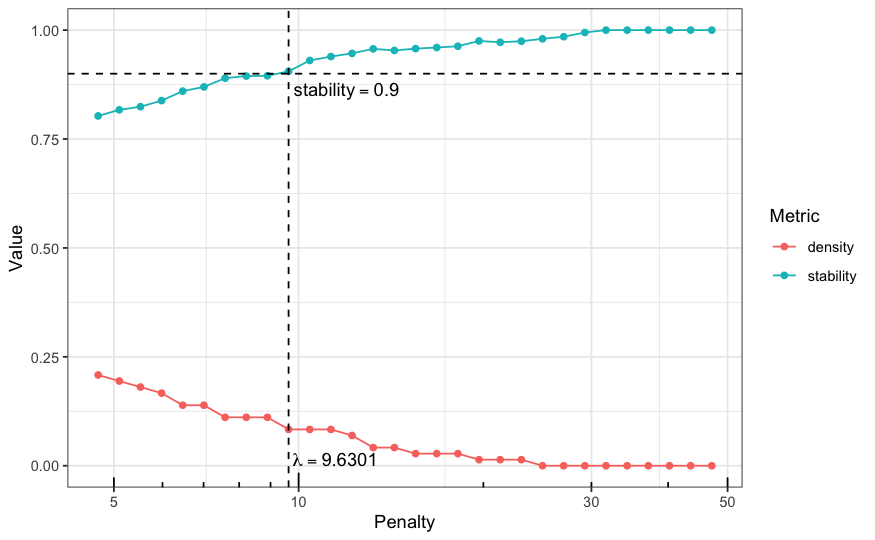 1.00
0.75
0.50
0.25
0.00
Value
stability = 0.9
λ = 9.6301
5
10
30
50
Penalty
Metric
density
stability